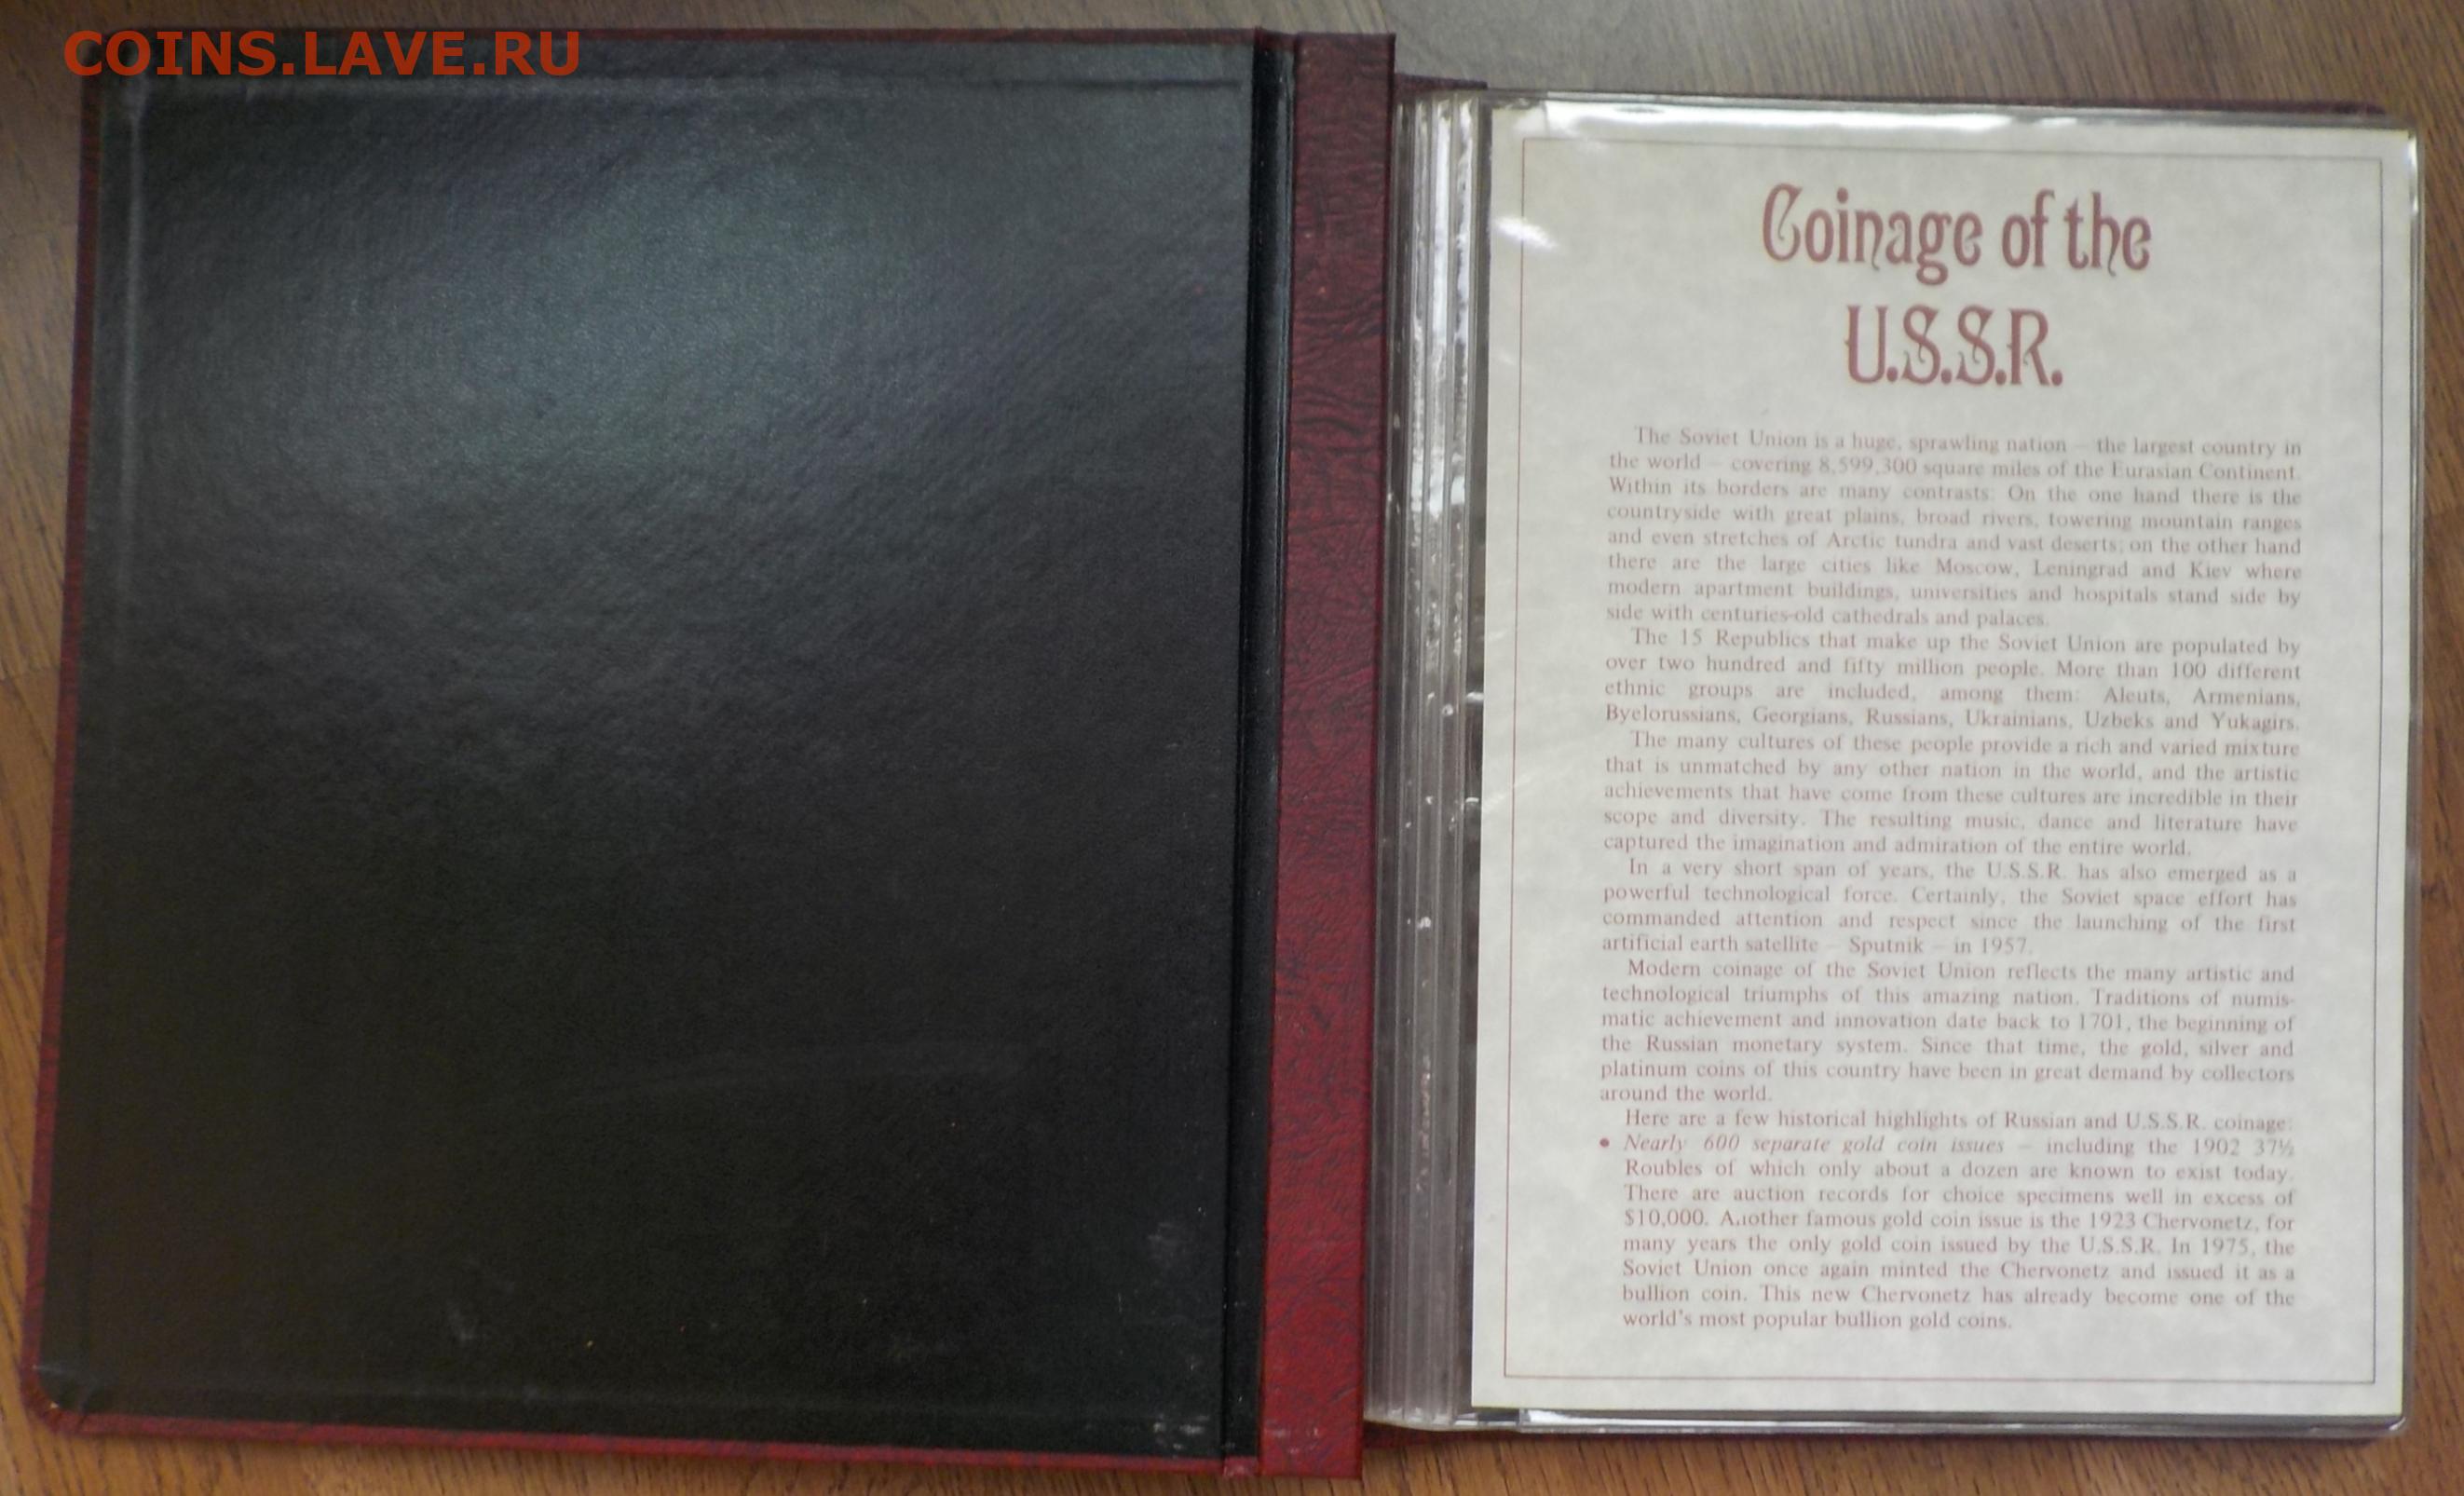 COINS.LAVE.RU
Coinage of the
U.S.S.R.
The Soviet Union is a huge, sprawling nation – the largest country in
the world – covering 8,599,300 square miles of the Eurasian Continent.
Within its borders are many contrasts: On the one hand there is the
countryside with great plains, broad rivers, towering mountain ranges
and even stretches of Arctic tundra and vast deserts; on the other hand
there are the large cities like Moscow, Leningrad and Kiev where
modern apartment buildings, universities and hospitals stand side by
side with centuries-old cathedrals and palaces.
The 15 Republics that make up the Soviet Union are populated by
over two hundred and fifty million people. More than 100 different
ethnic groups are included, among them: Aleuts, Armenians,
Byelorussians, Georgians, Russians, Ukrainians, Uzbeks and Yukagirs.
The many cultures of these people provide a rich and varied mixture
that is unmatched by any other nation in the world, and the artistic
achievements that have come from these cultures are incredible in their
scope and diversity. The resulting music, dance and literature have
captured the imagination and admiration of the entire world.
In a very short span of years, the U.S.S.R. has also emerged as a
powerful technological force. Certainly, the Soviet space effort has
commanded attention and respect since the launching of the first
artificial earth satellite – Sputnik – in 1957.
Modern coinage of the Soviet Union reflects the many artistic and
technological triumphs of this amazing nation. Traditions of numis-
matic achievement and innovation date back to 1701, the beginning of
the Russian monetary system. Since that time, the gold, silver and
platinum coins of this country have been in great demand by collectors
around the world.
Here are a few historical highlights of Russian and U.S.S.R. coinage:
• Nearly 600 separate gold coin issues – including the 1902 37½
Roubles of which only about a dozen are known to exist today.
There are auction records for choice specimens well in excess of
$10,000. Another famous gold coin issue is the 1923 Chervonetz, for
many years the only gold coin issued by the U.S.S.R. In 1975, the
Soviet Union once again minted the Chervonetz and issued it as a
bullion coin. This new Chervonetz has already become one of the
world's most popular bullion gold coins.